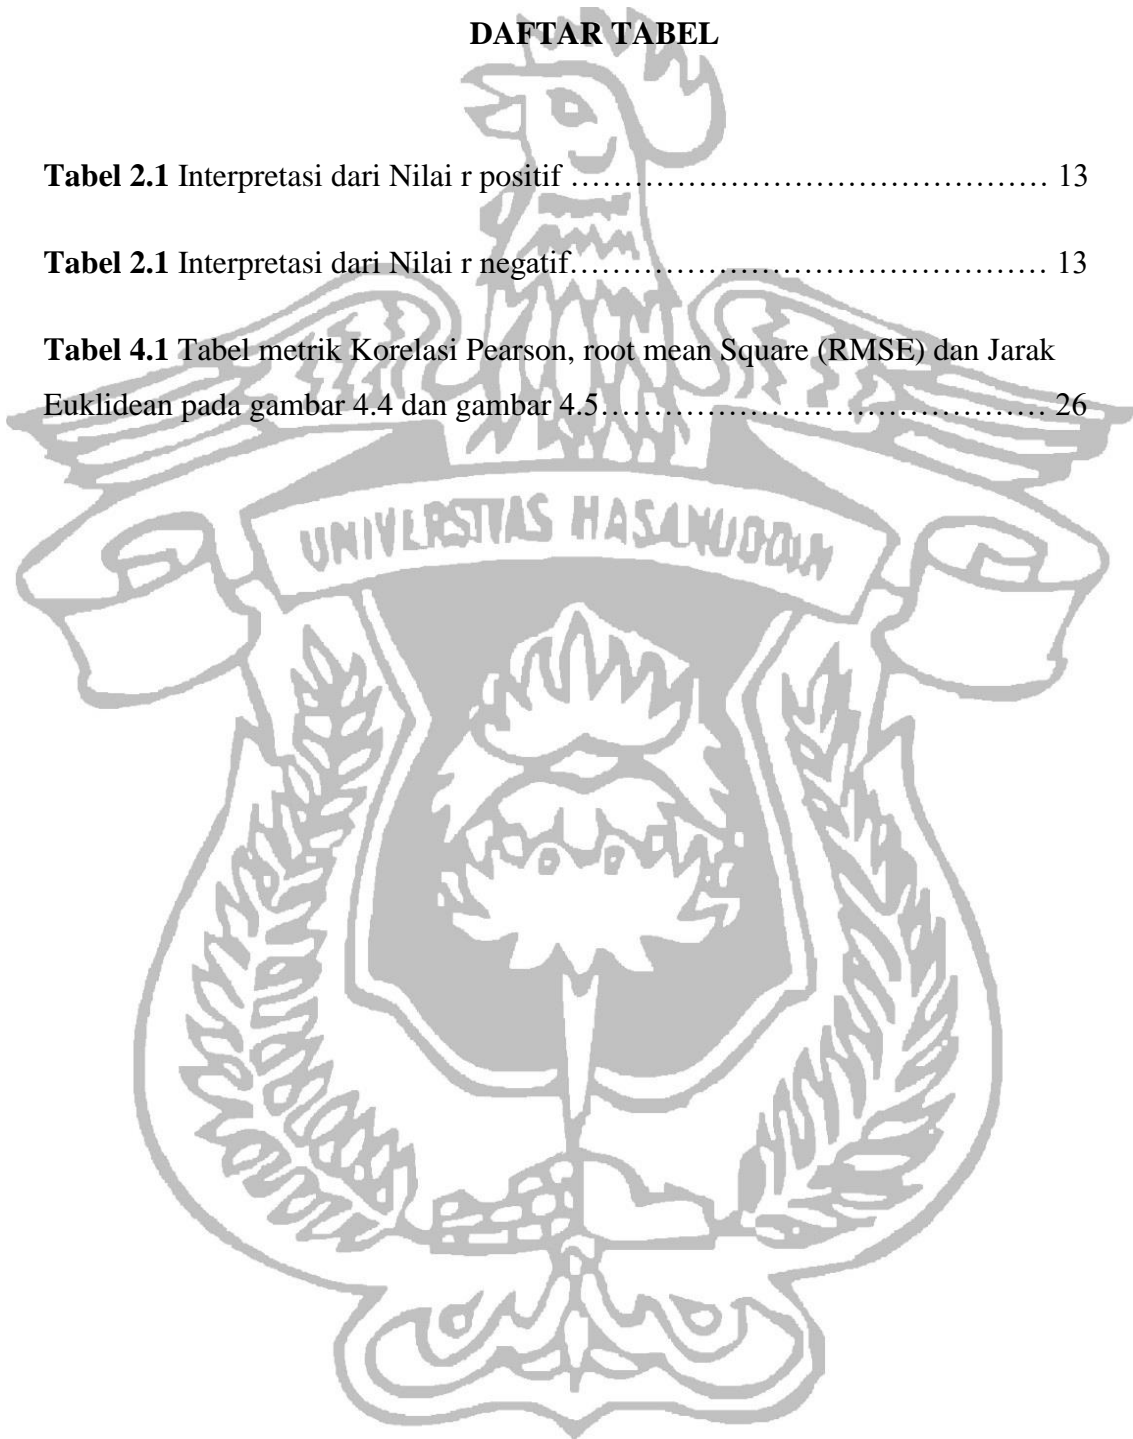 DAFTAR TABEL
Tabel 2.1 Interpretasi dari Nilai r positif ………………………………………… 13
Tabel 2.1 Interpretasi dari Nilai r negatif………………………………………… 13
Tabel 4.1 Tabel metrik Korelasi Pearson, root mean Square (RMSE) dan Jarak
Euklidean pada gambar 4.4 dan gambar 4.5…………………………………… 26
UNIVERSITAS HASANUDDIN